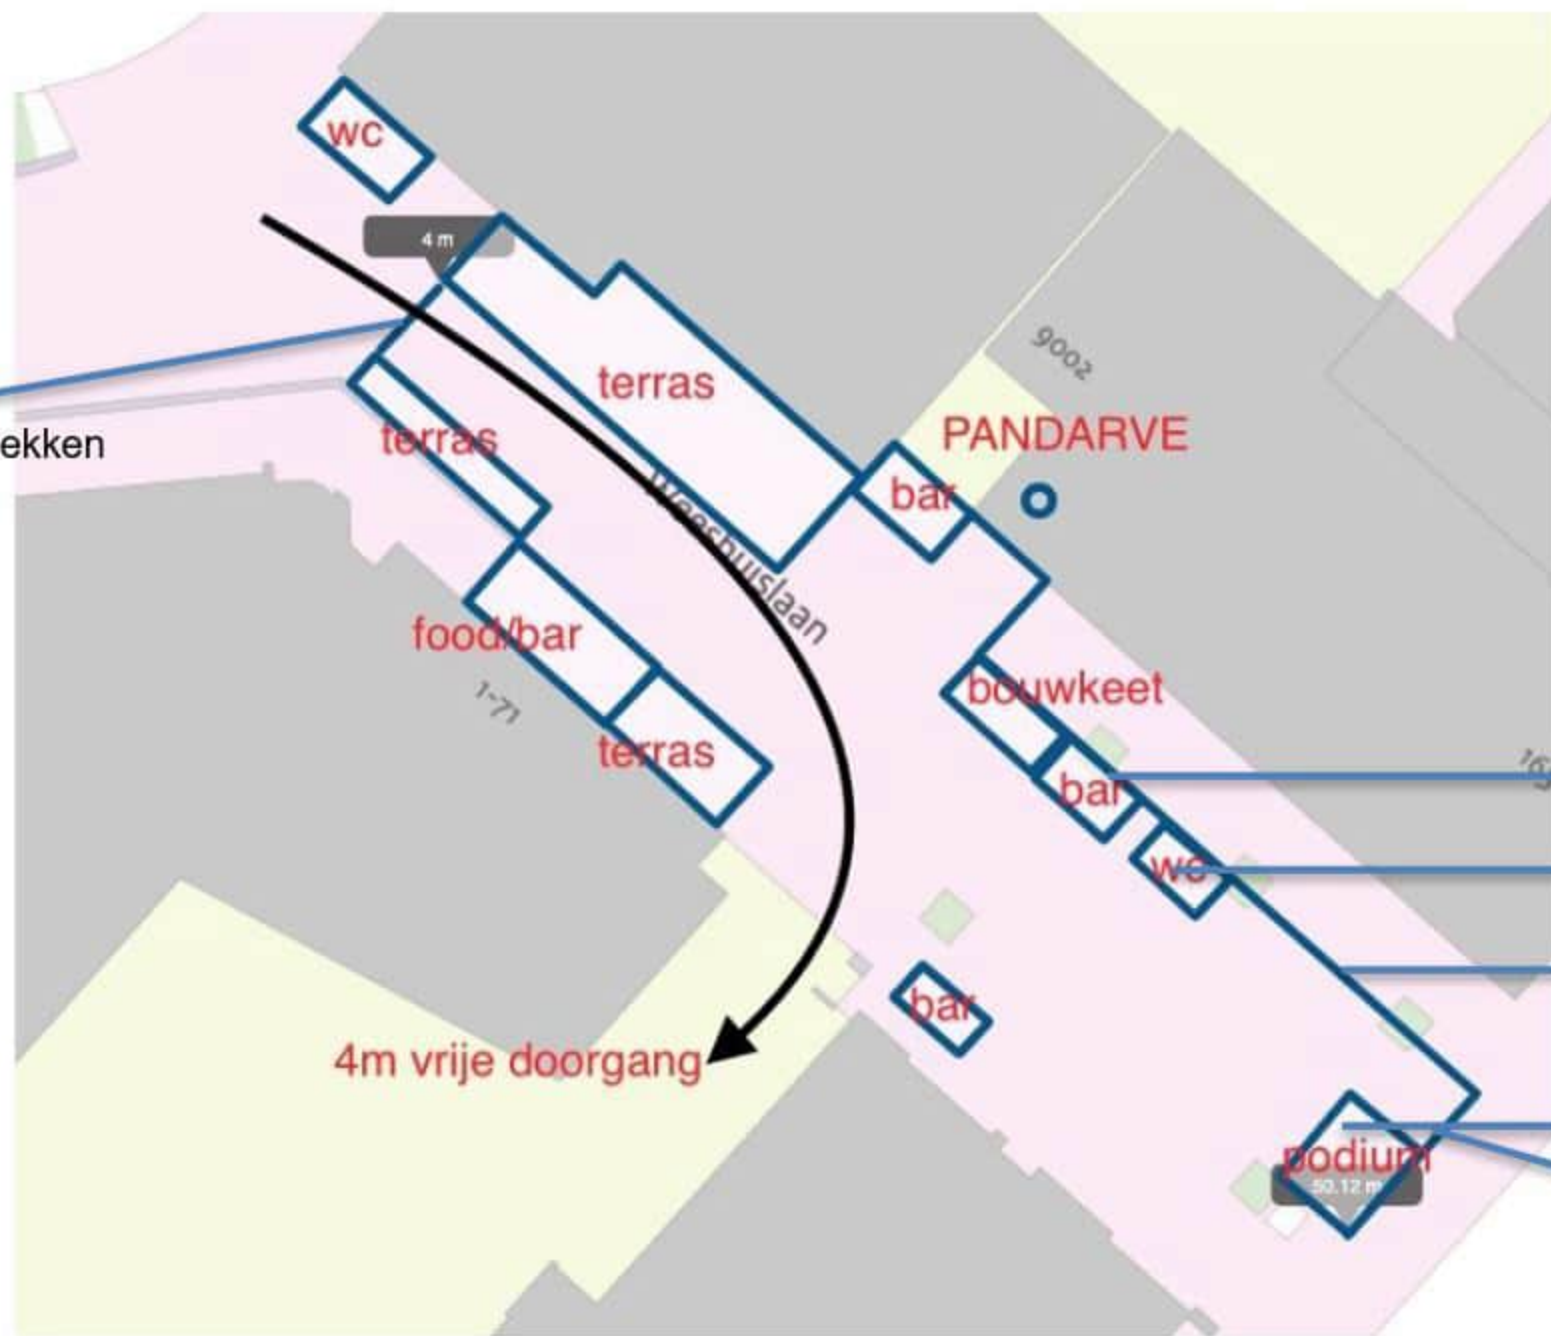 wc
4 m
terras
9002
PANDARVE
terras
ekken
bar
Weeshuislaan
food/bar
bouwkeet
1-71
terras
bar
wc
bar
4m vrije doorgang
podium
50.12 m